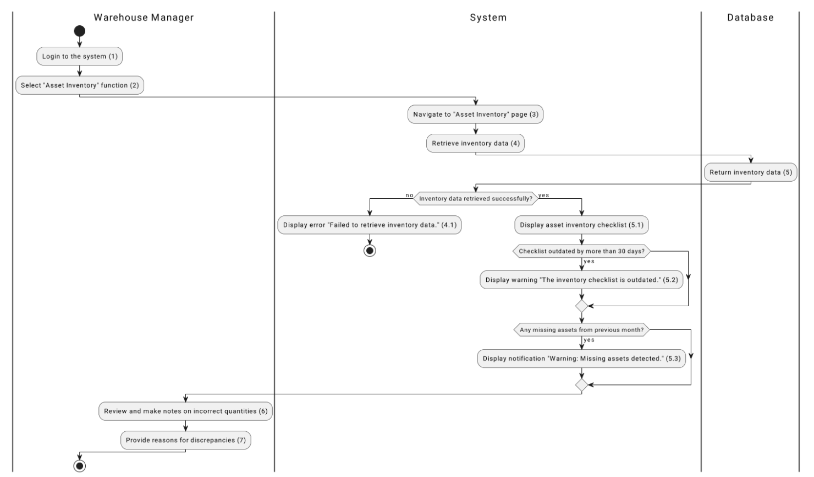 Warehouse Manager
System
Database
Login to the system (1)
Select "Asset Inventory" function (2)
Navigate to "Asset Inventory" page (3)
Retrieve inventory data (4)
Return inventory data (5)
Inventory data retrieved successfully?
no
yes
Display error "Failed to retrieve inventory data." (4.1)
Display asset inventory checklist (5.1)
Checklist outdated by more than 30 days?
yes
Display warning "The inventory checklist is outdated." (5.2)
Any missing assets from previous month?
yes
Display notification "Warning: Missing assets detected." (5.3)
Review and make notes on incorrect quantities (6)
Provide reasons for discrepancies (7)